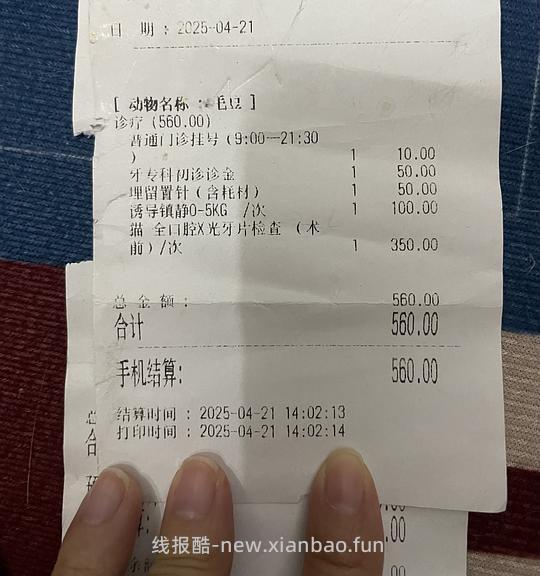 日 期 : 2025-04-21
[ 动物名称 : 毛豆 ]
诊疗 (560.00)
普通门诊挂号 (9:00-21:30
) 1 10.00
牙专科初诊诊金 1 50.00
埋留置针 (含耗材) 1 50.00
诱导镇静0-5KG /次 1 100.00
猫 全口腔X光牙片检查 (术
前) /次 1 350.00
总 金 额 : 560.00
合计 560.00
手机结算: 560.00
结算时间 : 2025-04-21 14:02:13
打印时间 : 2025-04-21 14:02:14
总
合
线报酷-new.xianbao.fun